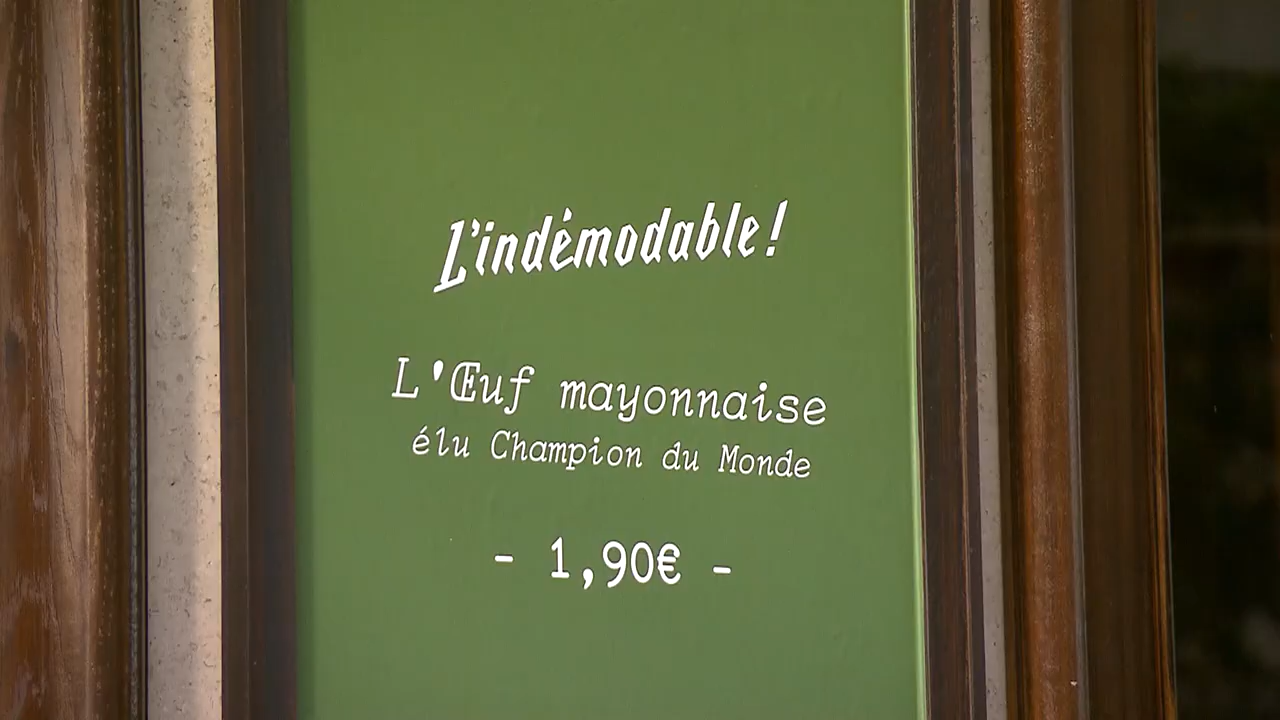 L'indémodable!
L'Œuf mayonnaise
élu Champion du Monde
- 1,90€ -